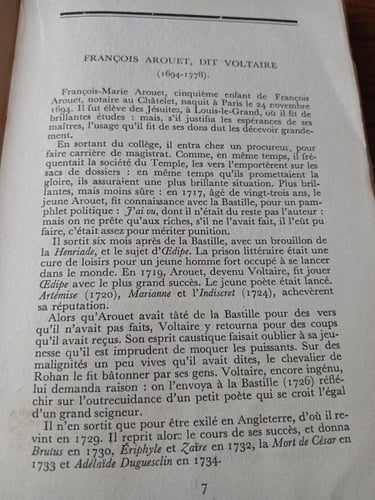 FRANÇOIS AROUET, DIT VOLTAIRE
(1694-1778).
François-Marie Arouet, cinquième enfant de François
Arouet, notaire au Châtelet, naquit à Paris le 24 novembre
1694. Il fut élève des Jésuites, à Louis-le-Grand, où il fit de
brillantes études : mais, s'il justifia les espérances de ses
maîtres, l'usage qu'il fit de ses dons dut les décevoir grande-
ment.
En sortant du collège, il entra chez un procureur, pour
faire carrière de magistrat. Comme, en même temps, il fré-
quentait la société du Temple, les vers l'emportèrent sur les
sacs de dossiers : en même temps qu'ils promettaient la
gloire, ils assuraient une plus brillante situation. Plus bril-
lantes, mais moins sûre : en 1717, âgé de vingt-trois ans, le
jeune Arouet, fit connaissance avec la Bastille, pour un pam-
phlet politique : J'ai vu, dont il n'était du reste pas l'auteur :
mais on ne prête qu'aux riches, s'il ne l'avait fait, il l'eût pu
faire, c'était assez pour mériter punition.
Il sortit six mois après de la Bastille, avec un brouillon de
la Henriade, et le sujet d'Œdipe. La prison littéraire était une
cure de loisirs pour un jeune homme fort occupé à se lancer
dans le monde. En 1719, Arouet, devenu Voltaire, fit jouer
Œdipe avec le plus grand succès. Le jeune poète était lancé.
Artémise (1720), Marianne et l'Indiscret (1724), achevèrent
sa réputation.
Alors qu'Arouet avait tâté de la Bastille pour des vers
qu'il n'avait pas faits, Voltaire y retourna pour des coups
qu'il avait reçus. Son esprit caustique faisait oublier à sa jeu-
nesse qu'il est imprudent de moquer les puissants. Sur des
malignités un peu vives qu'il avait dites, le chevalier de
Rohan le fit bâtonner par ses gens. Voltaire, encore ingénu,
lui demanda raison : on l'envoya à la Bastille (1726) réflé-
chir sur l'outrecuidance d'un petit poète qui se croit l'égal
d'un grand seigneur.
Il n'en sortit que pour être exilé en Angleterre, d'où il re-
vint en 1729. Il reprit alor: le cours de ses succès, et donna
Brutus en 1730, Ériphyle et Zaïre en 1732, la Mort de César en
1733 et Adélaïde Duguesclin en 1734.
7